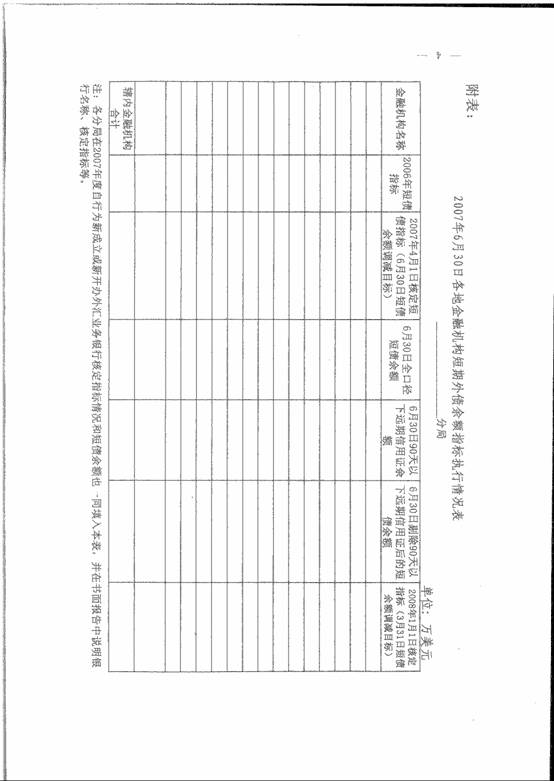 — 4 —
附表：
2007年6月30日各地金融机构短期外债余额指标执行情况表
分局
单位：万美元
金融机构名称
2006年短债
指标
2007年4月1日核定短
债指标（6月30日短债
余额调减目标）
6月30日全口径
短债余额
6月30日90天以
下远期信用证余
额
6月30日剔除90天以
下远期信用证后的短
债余额
2008年1月1日核定
指标（3月31日短债
余额调减目标）
辖内金融机构
合计
注：各分局在2007年度自行为新成立或新开办外汇业务银行核定指标情况和短债余额也一同填入本表，并在书面报告中说明银
行名称、核定指标等。